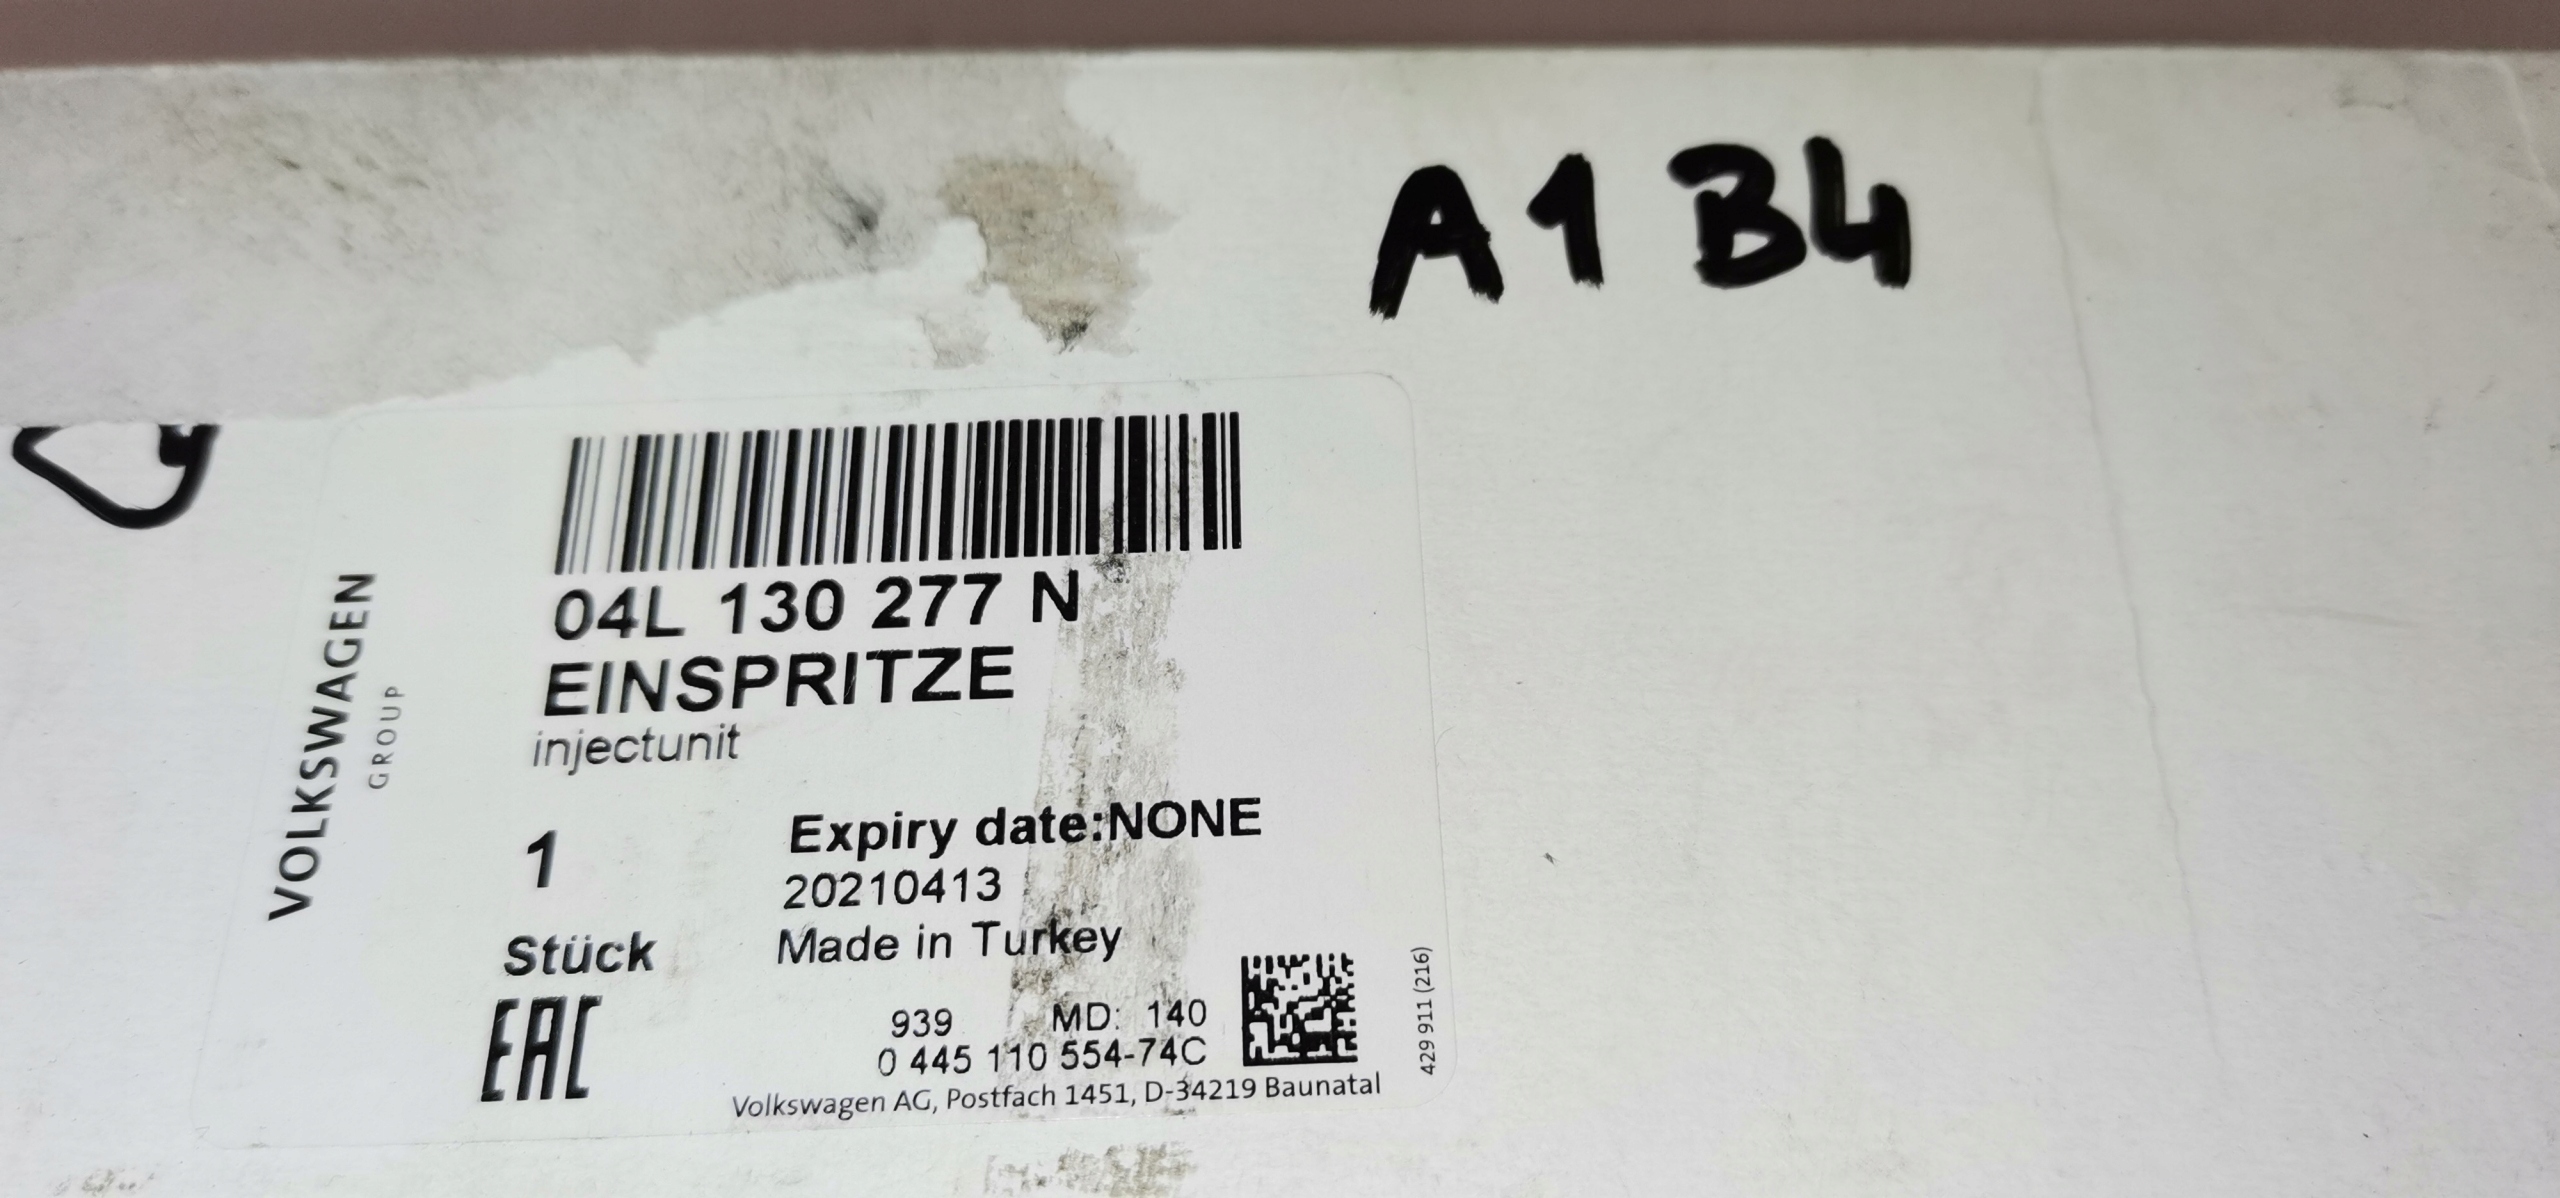 A1 B4
VOLKSWAGEN
GROUP
04L 130 277 N
EINSPRITZE
injectunit
1
Stück
Expiry date:NONE
20210413
Made in Turkey
EAC
939 MD: 140
0 445 110 554-74C
Volkswagen AG, Postfach 1451, D-34219 Baunatal
429 911 (216)